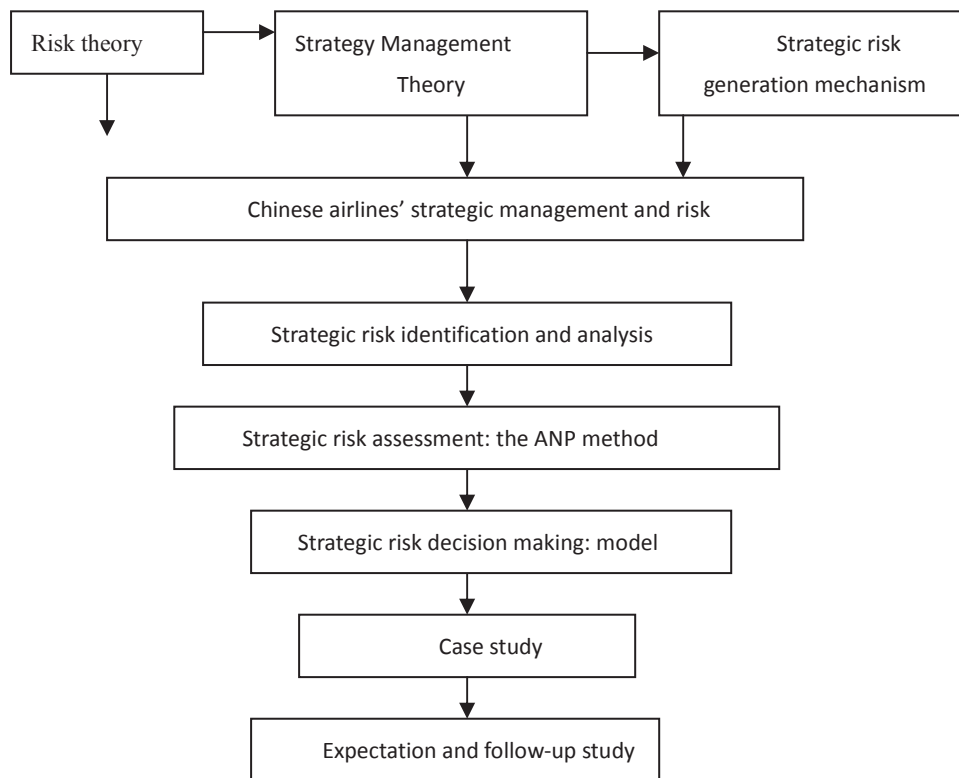 Risk theory
Strategy Management
Theory
Strategic risk
generation mechanism
Chinese airlines’ strategic management and risk
Strategic risk identification and analysis
Strategic risk assessment: the ANP method
Strategic risk decision making: model
Case study
Expectation and follow-up study